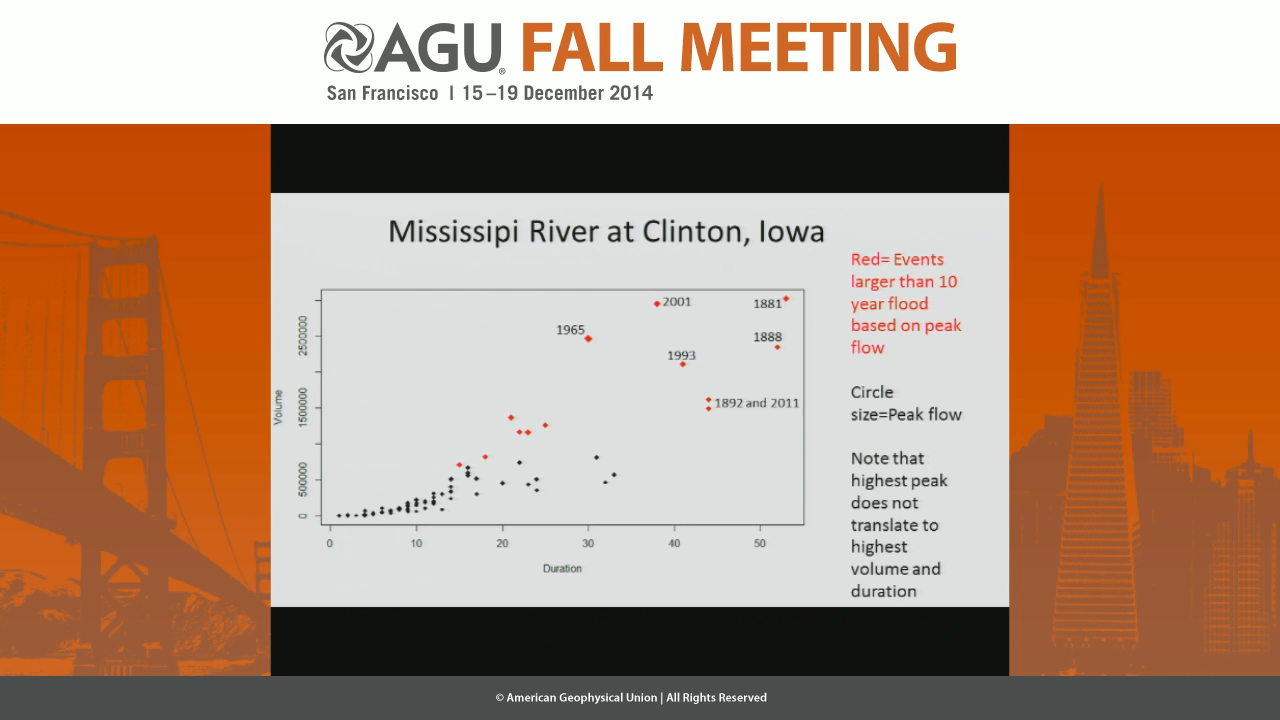 AGU® FALL MEETING
San Francisco | 15–19 December 2014
Mississipi River at Clinton, Iowa
Red= Events
larger than 10
year flood
based on peak
flow
Circle
size=Peak flow
Note that
highest peak
does not
translate to
highest
volume and
duration
2001
1881
1965
1888
1993
1892 and 2011
Volume
2500000
1500000
500000
0
0 10 20 30 40 50
Duration
© American Geophysical Union | All Rights Reserved